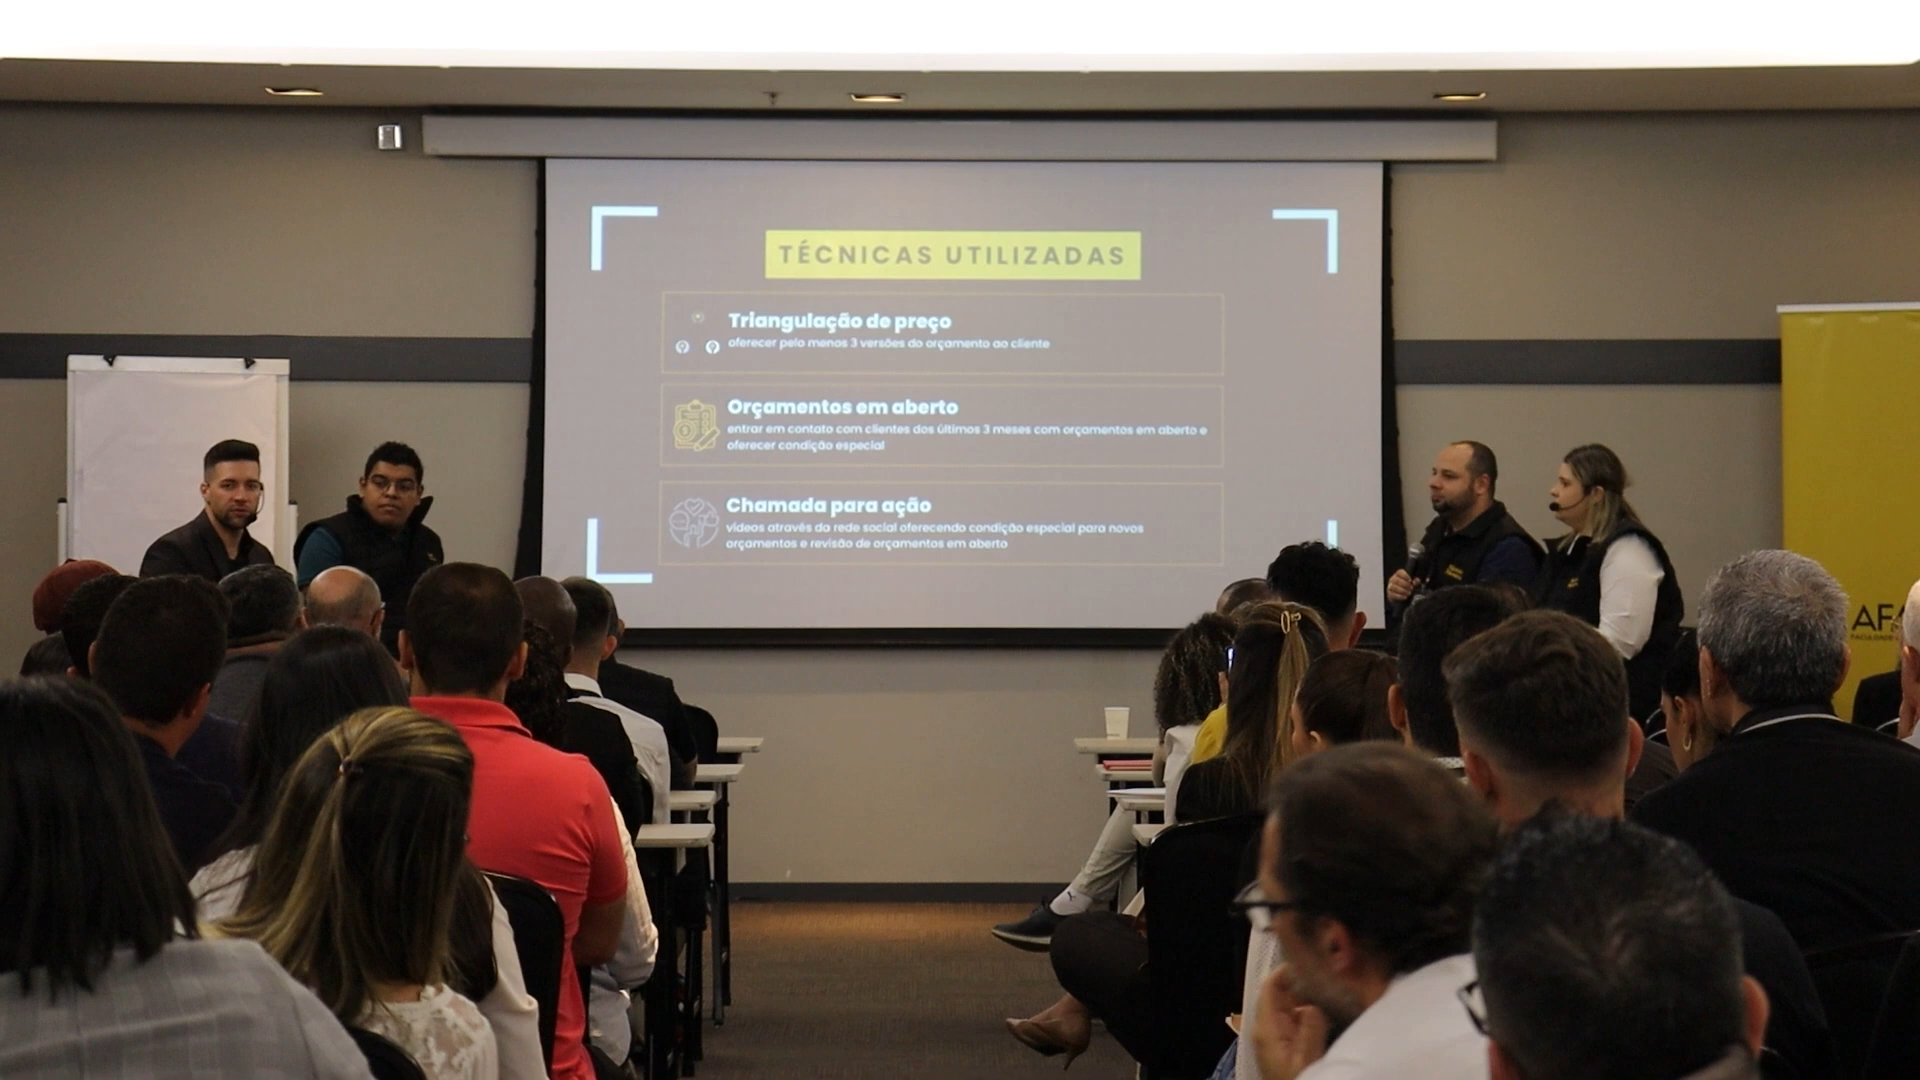 TÉCNICAS UTILIZADAS
Triangulação de preço
oferecer pelo menos 3 versões do orçamento ao cliente
Orçamentos em aberto
entrar em contato com clientes dos últimos 3 meses com orçamentos em aberto e
oferecer condição especial
Chamada para ação
vídeos através da rede social oferecendo condição especial para novos
orçamentos e revisão de orçamentos em aberto